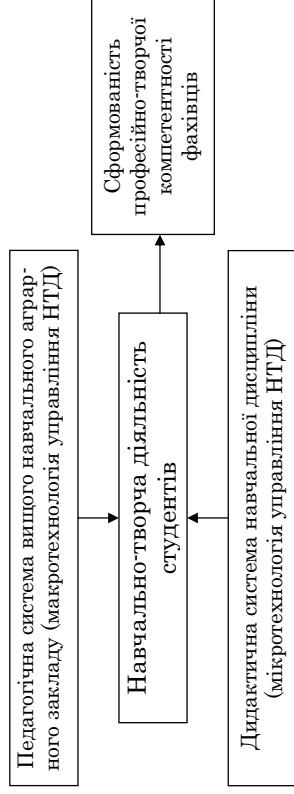 Педагогічна система вищого навчального аграр-
ного закладу (макротехнологія управління НТД)
Навчально-творча діяльність
студентів
Сформованість
професійно-творчої
компетентності
фахівців
Дидактична система навчальної дисципліни
(мікротехнологія управління НТД)